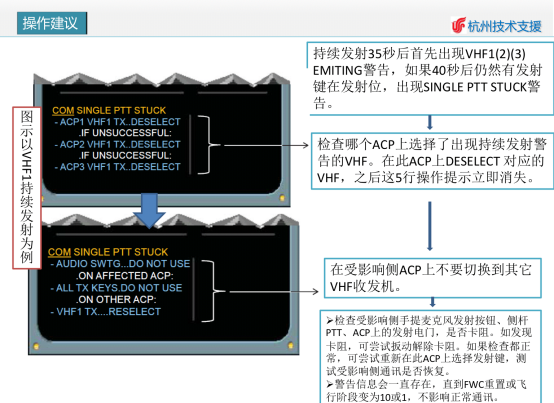 操作建议
杭州技术支援
图示以VHF1持续发射为例
COM SINGLE PTT STUCK
- ACP1 VHF1 TX..DESELECT
.IF UNSUCCESSFUL:
- ACP2 VHF1 TX..DESELECT
.IF UNSUCCESSFUL:
- ACP3 VHF1 TX..DESELECT
持续发射35秒后首先出现VHF1(2)(3)
EMITING警告，如果40秒后仍然有发射
键在发射位，出现SINGLE PTT STUCK警
告。
检查哪个ACP上选择了出现持续发射警
告的VHF。在此ACP上DESELECT 对应的
VHF，之后这5行操作提示立即消失。
COM SINGLE PTT STUCK
- AUDIO SWTG...DO NOT USE
.ON AFFECTED ACP:
- ALL TX KEYS.DO NOT USE
.ON OTHER ACP:
- VHF1 TX....RESELECT
在受影响侧ACP上不要切换到其它
VHF收发机。
➢检查受影响侧手提麦克风发射按钮、侧杆
PTT、ACP上的发射电门，是否卡阻。如发现
卡阻，可尝试扳动解除卡阻。如果检查都正
常，可尝试重新在此ACP上选择发射键，测
试受影响侧通讯是否恢复。
➢警告信息会一直存在，直到FWC重置或飞
行阶段变为10或1，不影响正常通讯。